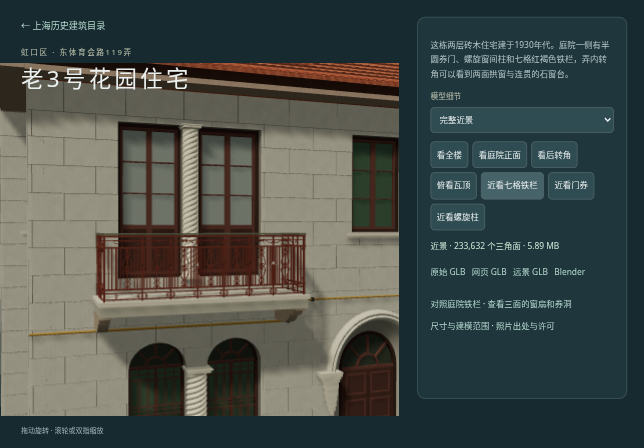 ← 上海历史建筑目录
虹口区 · 东体育会路119弄
老3号花园住宅
拖动旋转 · 滚轮或双指缩放
这栋两层砖木住宅建于1930年代。庭院一侧有半
圆券门、螺旋窗间柱和七格红褐色铁栏，弄内转
角可以看到两面拱窗与连贯的石窗台。
模型细节
完整近景
看全楼 看庭院正面 看后转角
俯看瓦顶 近看七格铁栏 近看门券
近看螺旋柱
近景 · 233,632 个三角面 · 5.89 MB
原始 GLB 网页 GLB 远景 GLB Blender
对照庭院铁栏 · 查看三面的窗扇和券洞
尺寸与建模范围 · 照片出处与许可